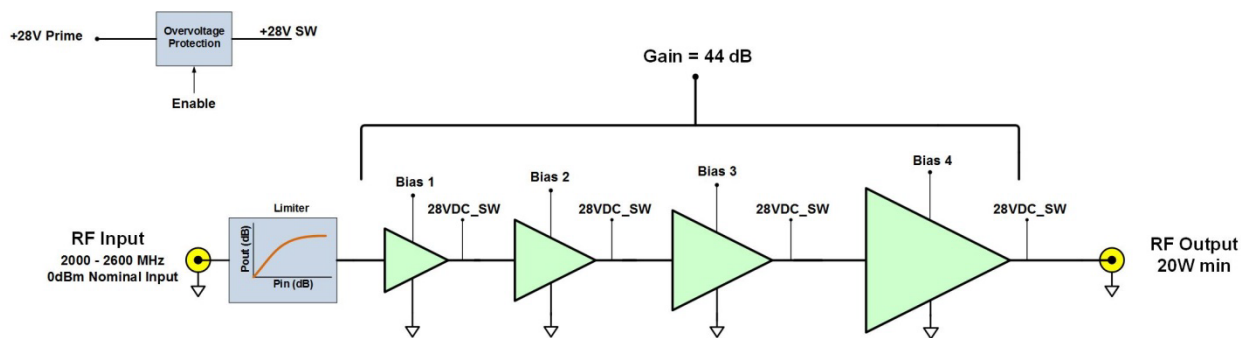 +28V Prime
Overvoltage
Protection
+28V SW
Enable
Gain = 44 dB
Bias 1
Bias 2
Bias 3
Bias 4
28VDC_SW
28VDC_SW
28VDC_SW
28VDC_SW
Limiter
Pout (dB)
Pin (dB)
RF Input
2000 - 2600 MHz
0dBm Nominal Input
RF Output
20W min